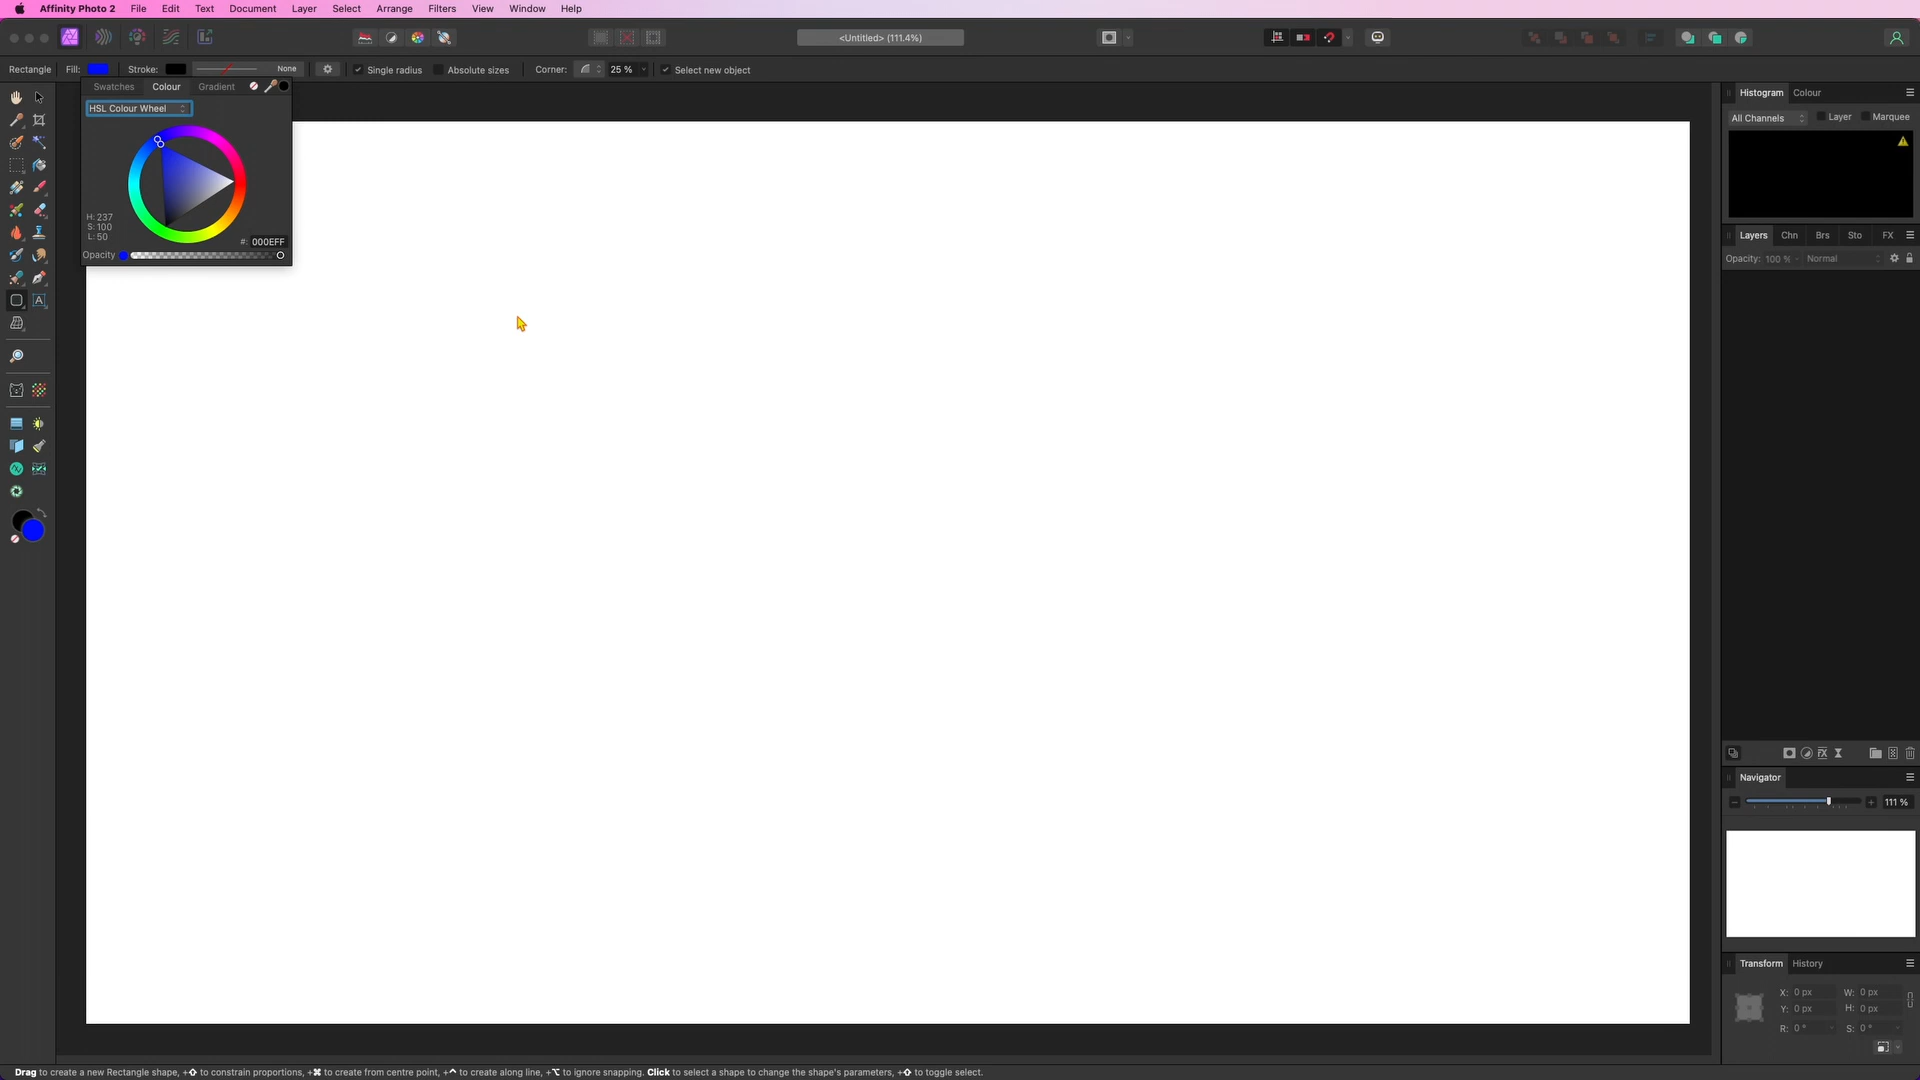 Affinity Photo 2 File Edit Text Document Layer Select Arrange Filters View Window Help
<Untitled> (111.4%)
Rectangle Fill: Stroke: None Single radius Absolute sizes Corner: 25 % Select new object
Swatches Colour Gradient
HSL Colour Wheel
H: 237
S: 100
L: 50
#: 000EFF
Opacity
A
Histogram Colour
All Channels Layer Marquee
Layers Chn Brs Sto FX
Opacity: 100 % Normal
Navigator
111 %
Transform History
X: 0 px W: 0 px
Y: 0 px H: 0 px
R: 0 ° S: 0 °
Drag to create a new Rectangle shape, +⇧ to constrain proportions, +⌘ to create from centre point, +⌃ to create along line, +⌥ to ignore snapping. Click to select a shape to change the shape's parameters, +⇧ to toggle select.